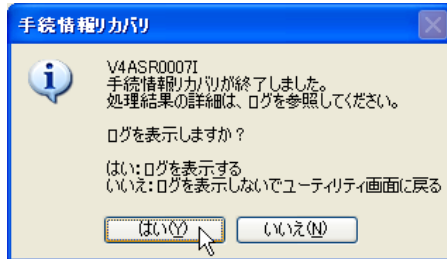 手続情報リカバリ
V4ASR0007I
手続情報リカバリが終了しました。
処理結果の詳細は、ログを参照してください。
ログを表示しますか？
はい:ログを表示する
いいえ:ログを表示しないでユーティリティ画面に戻る
はい(Y)
いいえ(N)